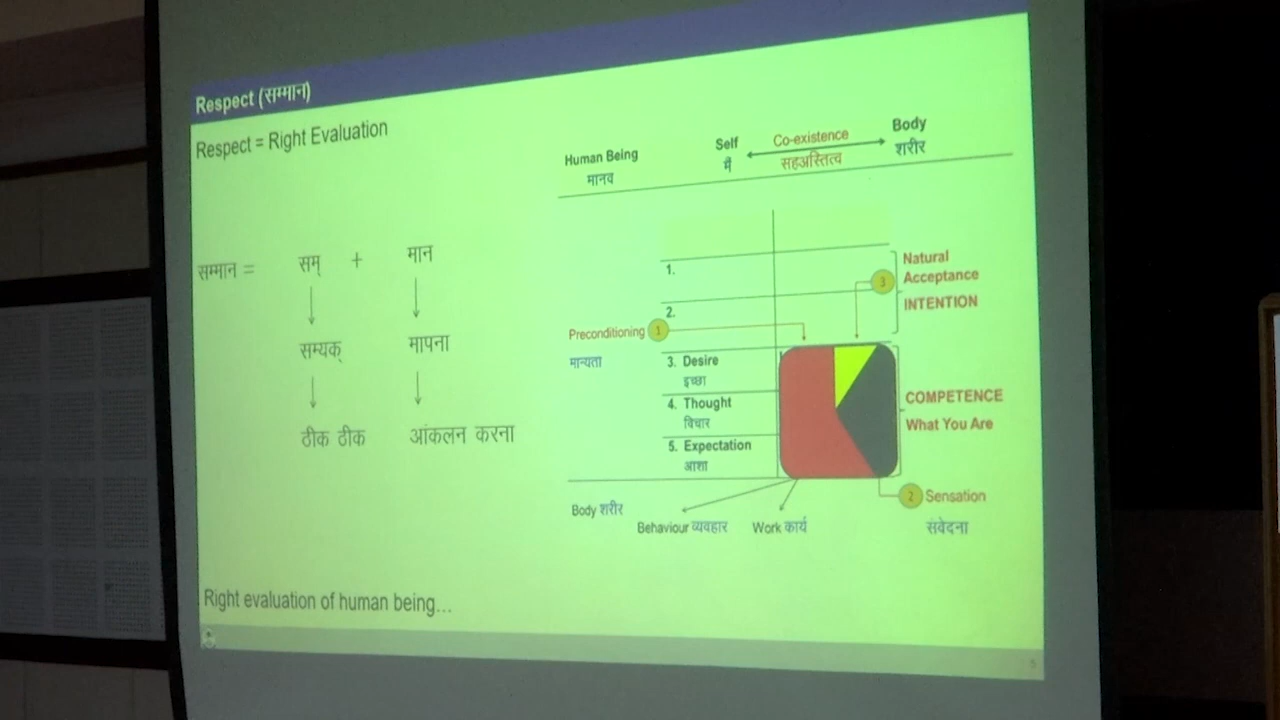 Respect (सम्मान)
Respect = Right Evaluation
सम्मान = सम् + मान
सम्यक् मापना
ठीक ठीक आंकलन करना
Right evaluation of human being...
Human Being
मानव
Self
मैं
Co-existence
सहअस्तित्व
Body
शरीर
1.
2.
Preconditioning 1
मान्यता
3. Desire
इच्छा
4. Thought
विचार
5. Expectation
आशा
3
Natural
Acceptance
INTENTION
COMPETENCE
What You Are
2 Sensation
संवेदना
Body शरीर
Behaviour व्यवहार
Work कार्य